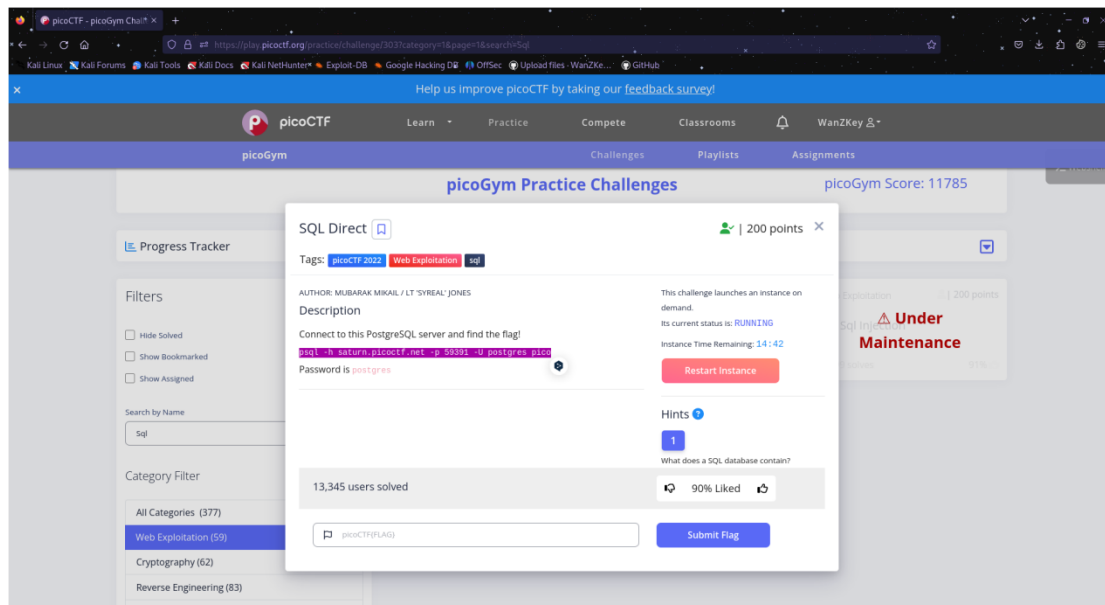 picoCTF - picoGym Chal
https://play.picoctf.org/practice/challenge/303?category=1&page=1&search=Sql
Kali Linux Kali Forums Kali Tools Kali Docs Kali NetHunter Exploit-DB Google Hacking DB OffSec Upload files - WanZKe... GitHub
Help us improve picoCTF by taking our feedback survey!
picoCTF Learn Practice Compete Classrooms WanZKey
picoGym Challenges Playlists Assignments
picoGym Practice Challenges picoGym Score: 11785
SQL Direct | 200 points
Progress Tracker
Tags: picoCTF 2022 Web Exploitation sql
Filters
AUTHOR: MUBARAK MIKAIL / LT 'SYREAL' JONES
Description
Connect to this PostgreSQL server and find the flag!
psql -h saturn.picoctf.net -p 59391 -U postgres pico
Password is postgres
This challenge launches an instance on
demand.
Its current status is: RUNNING
Instance Time Remaining: 14:42
Restart Instance
Exploitation | 200 points
Sql Injection
Under
Maintenance
91%
Hide Solved
Show Bookmarked
Show Assigned
Search by Name
Sql
Hints ?
1
What does a SQL database contain?
Category Filter
13,345 users solved
90% Liked
All Categories (377)
Web Exploitation (59)
Cryptography (62)
Reverse Engineering (83)
picoCTF{FLAG}
Submit Flag